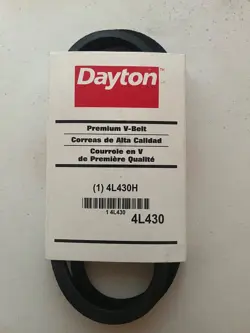 Dayton
Premium V-Belt
Correas de Alta Calidad
Courroie en V
de Première Qualité
(1) 4L430H
1 4L430
4L430